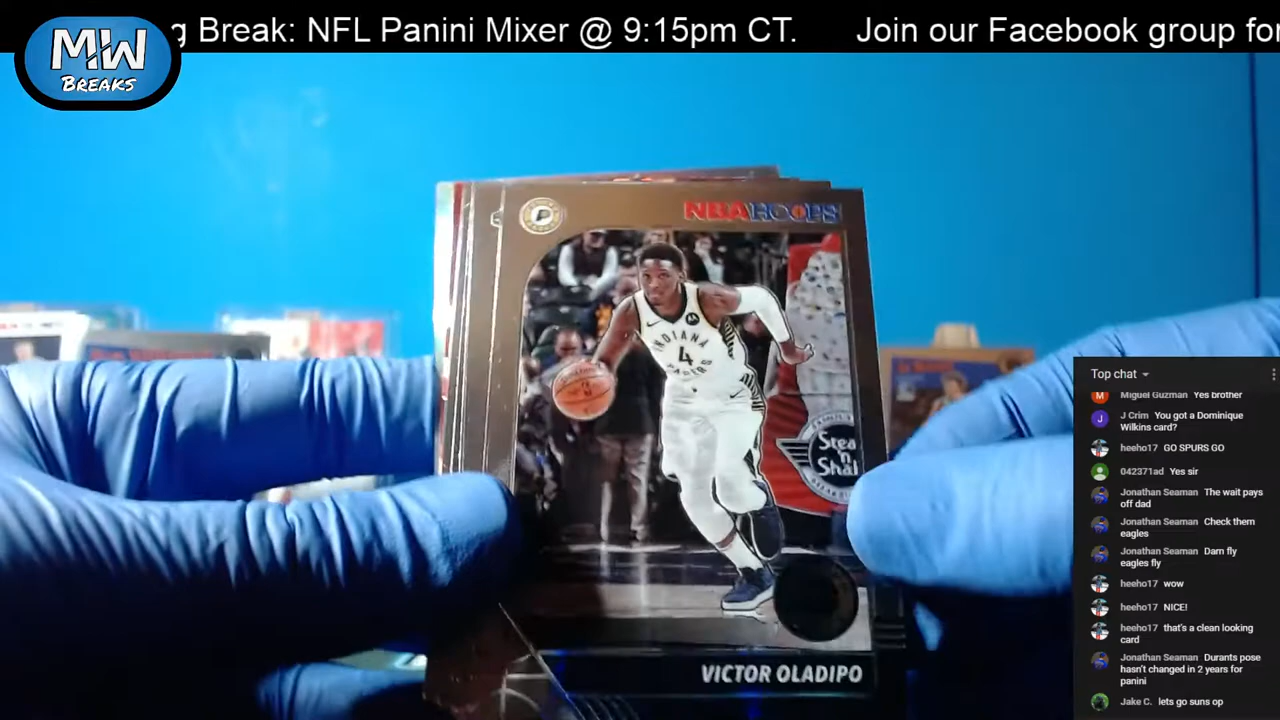 g Break: NFL Panini Mixer @ 9:15pm CT. Join our Facebook group for
MW
BREAKS
NBA HOOPS
P
INDIANA
4
PACERS
Stea
'n
Shak
VICTOR OLADIPO
Top chat
M Miguel Guzman Yes brother
J J Crim You got a Dominique
Wilkins card?
heeho17 GO SPURS GO
042371ad Yes sir
Jonathan Seaman The wait pays
off dad
Jonathan Seaman Check them
eagles
Jonathan Seaman Dam fly
eagles fly
heeho17 wow
heeho17 NICE!
heeho17 that's a clean looking
card
Jonathan Seaman Durants pose
hasn't changed in 2 years for
panini
Jake C. lets go suns op